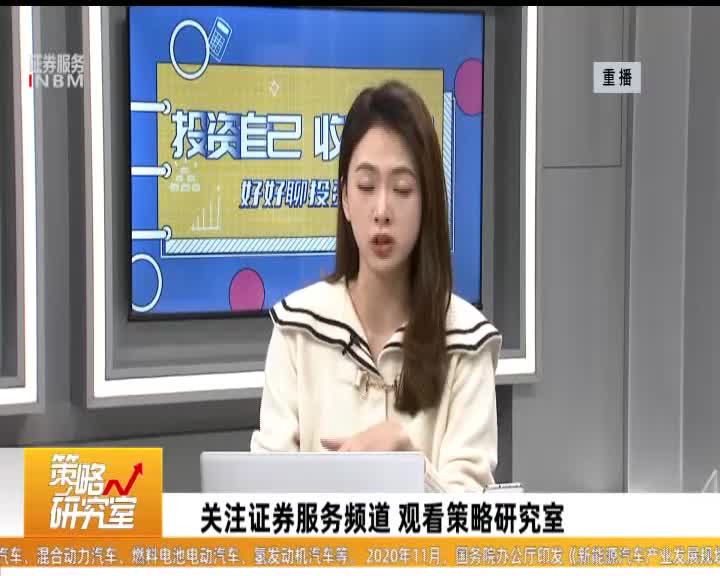 证券服务
INBM
重播
投资自己 收
好好聊投
策略
研究室
关注证券服务频道 观看策略研究室
汽车、混合动力汽车、燃料电池电动汽车、氢发动机汽车等。 2020年11月，国务院办公厅印发《新能源汽车产业发展规划